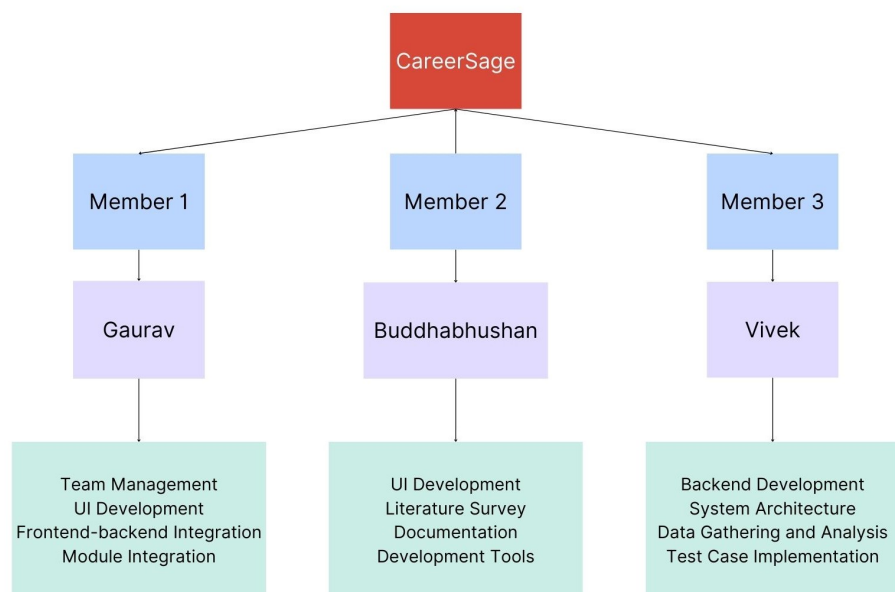 CareerSage
Member 1
Member 2
Member 3
Gaurav
Buddhabhushan
Vivek
Team Management
UI Development
Frontend-backend Integration
Module Integration
UI Development
Literature Survey
Documentation
Development Tools
Backend Development
System Architecture
Data Gathering and Analysis
Test Case Implementation